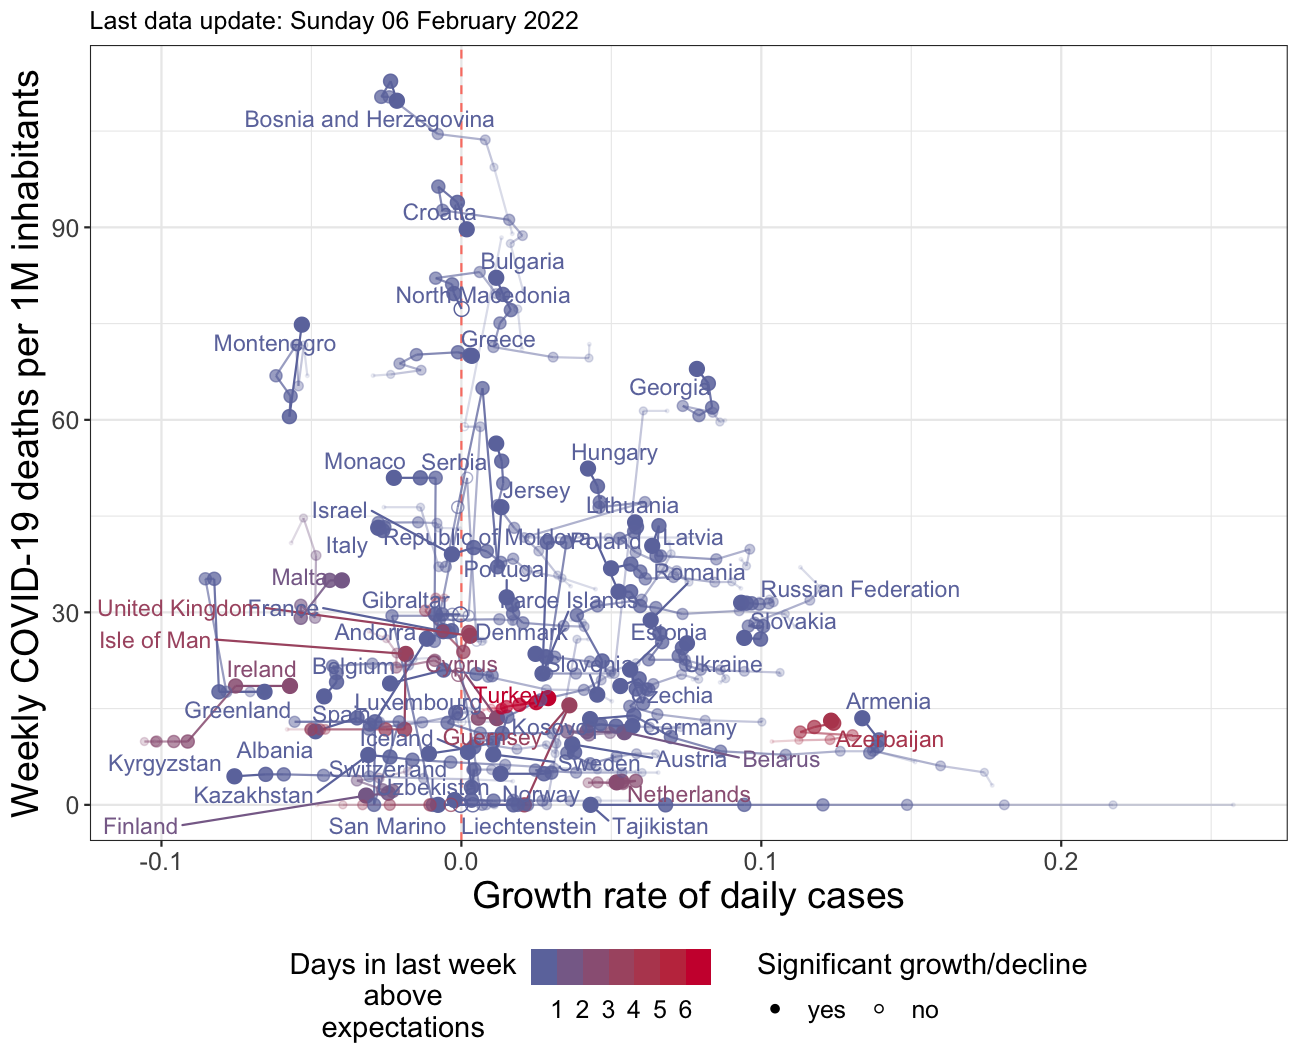 Last data update: Sunday 06 February 2022
Weekly COVID-19 deaths per 1M inhabitants
90
60
30
0
Bosnia and Herzegovina
Croatia
Bulgaria
North Macedonia
Montenegro
Greece
Georgia
Monaco
Serbia
Hungary
Jersey
Israel
Lithuania
Italy
Republic of Moldova
Poland
Latvia
Malta
Portugal
Romania
Russian Federation
United Kingdom
France
Gibraltar
Faroe Islands
Isle of Man
Andorra
Denmark
Estonia
Slovakia
Ireland
Belgium
Cyprus
Slovenia
Ukraine
Greenland
Luxembourg
Turkey
Czechia
Armenia
Spain
Kosovo
Germany
Albania
Iceland
Guernsey
Azerbaijan
Kyrgyzstan
Switzerland
Sweden
Austria
Belarus
Kazakhstan
Uzbekistan
Norway
Netherlands
Finland
San Marino
Liechtenstein
Tajikistan
-0.1
0.0
0.1
0.2
Growth rate of daily cases
Days in last week
above
expectations
1 2 3 4 5 6
Significant growth/decline
yes
no